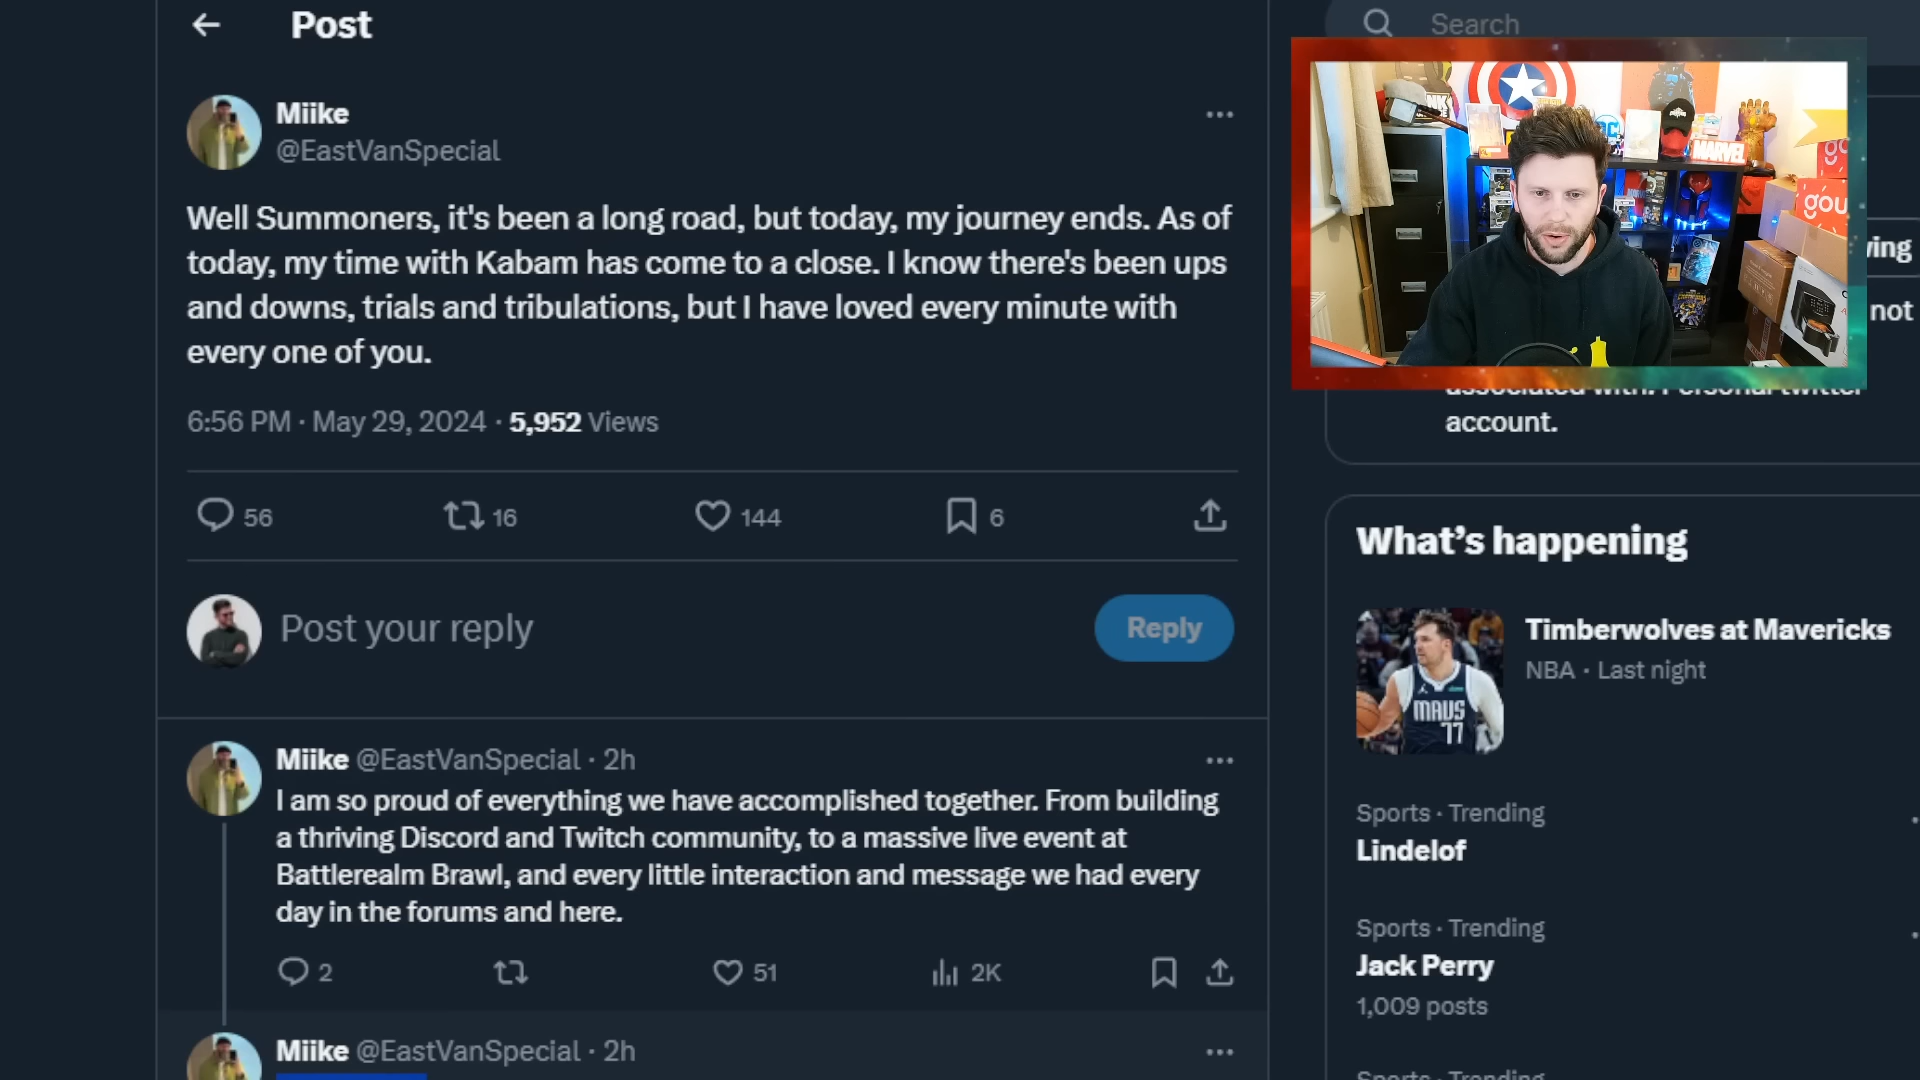 Post
Miike
@EastVanSpecial
Well Summoners, it's been a long road, but today, my journey ends. As of
today, my time with Kabam has come to a close. I know there's been ups
and downs, trials and tribulations, but I have loved every minute with
every one of you.
6:56 PM · May 29, 2024 · 5,952 Views
56 16 144 6
Post your reply
Reply
Miike @EastVanSpecial · 2h
I am so proud of everything we have accomplished together. From building
a thriving Discord and Twitch community, to a massive live event at
Battlerealm Brawl, and every little interaction and message we had every
day in the forums and here.
2 51 2K
Miike @EastVanSpecial · 2h
Search
MARVEL
gou
not
account.
What's happening
MAVS
77
Timberwolves at Mavericks
NBA · Last night
Sports · Trending
Lindelof
Sports · Trending
Jack Perry
1,009 posts
Sports · Trending